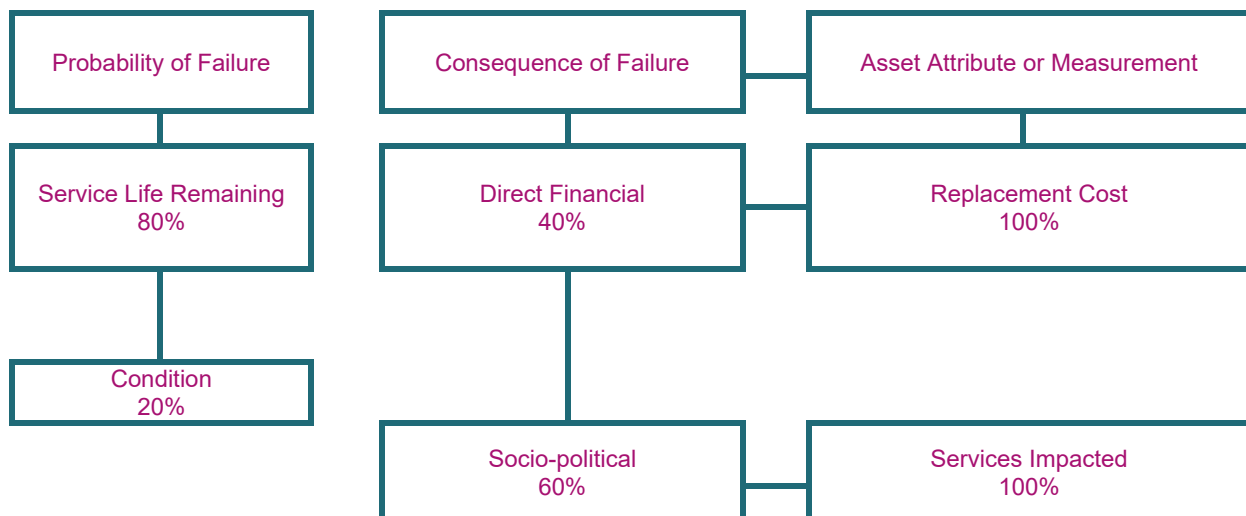 Probability of Failure
Consequence of Failure
Asset Attribute or Measurement
Service Life Remaining
80%
Direct Financial
40%
Replacement Cost
100%
Condition
20%
Socio-political
60%
Services Impacted
100%